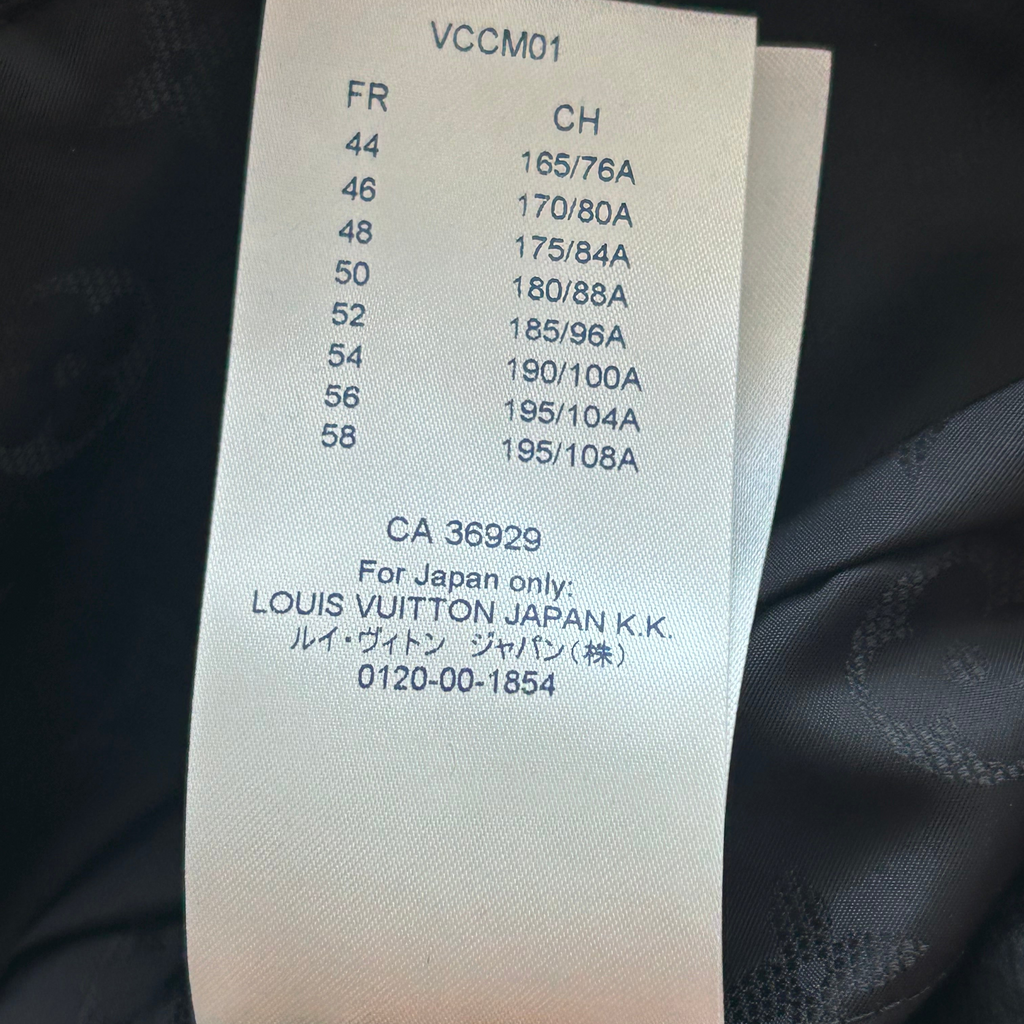 VCCM01
FR CH
44 165/76A
46 170/80A
48 175/84A
50 180/88A
52 185/96A
54 190/100A
56 195/104A
58 195/108A
CA 36929
For Japan only:
LOUIS VUITTON JAPAN K.K.
ルイ・ヴィトン ジャパン(株)
0120-00-1854